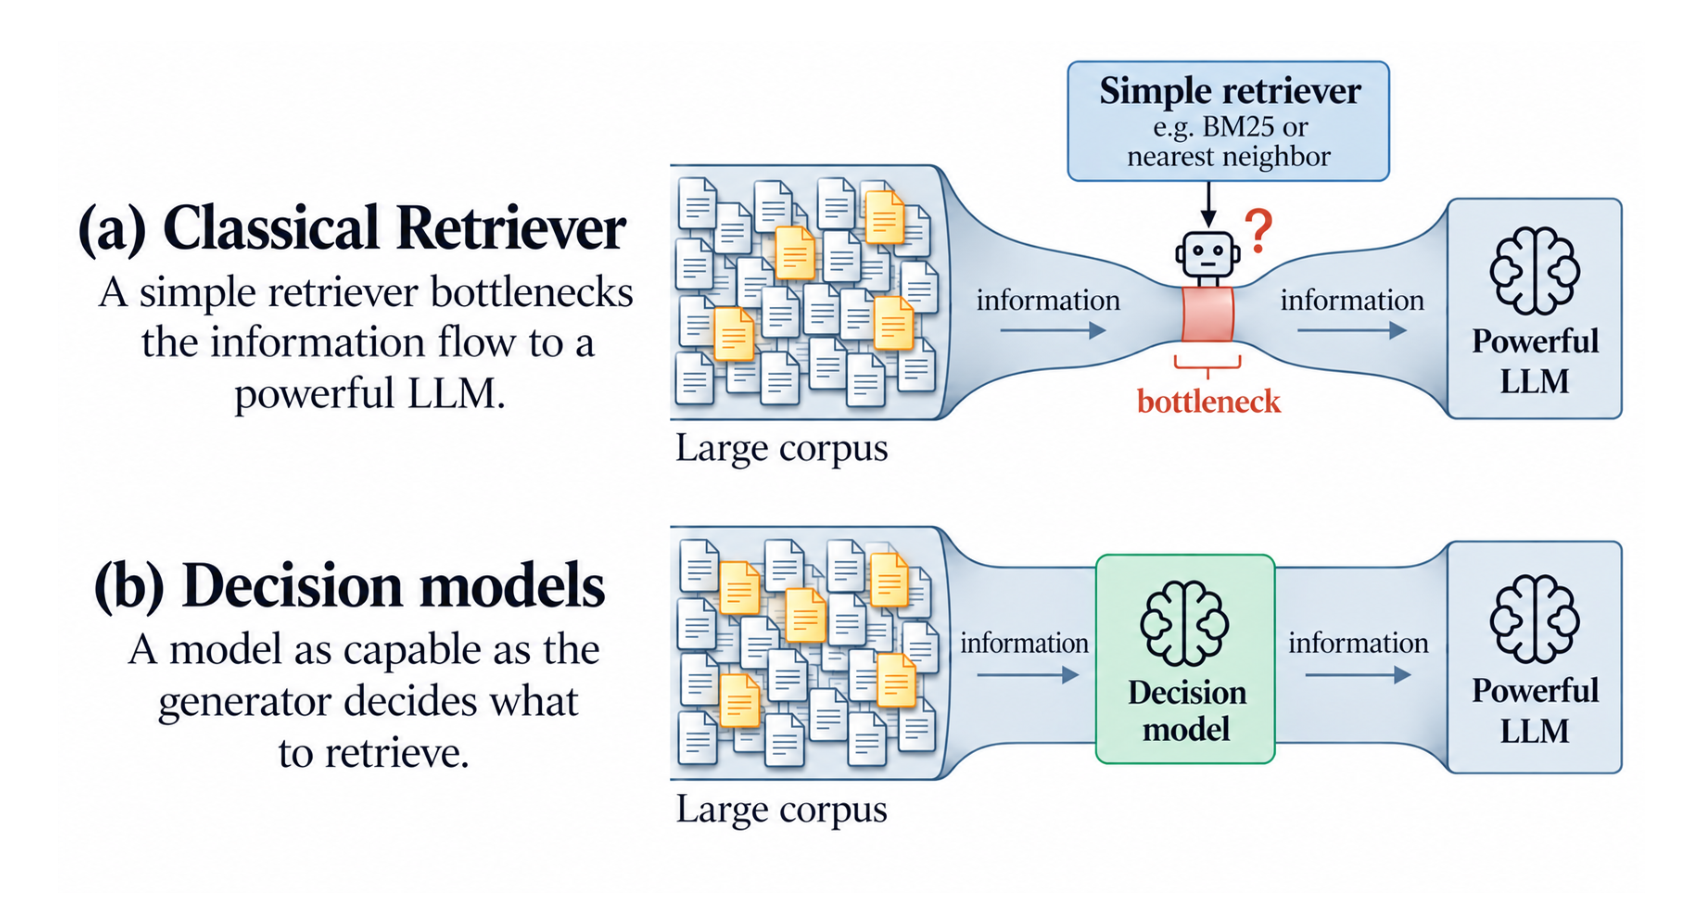 (a) Classical Retriever
A simple retriever bottlenecks
the information flow to a
powerful LLM.
Simple retriever
e.g. BM25 or
nearest neighbor
?
information
information
bottleneck
Powerful
LLM
Large corpus
(b) Decision models
A model as capable as the
generator decides what
to retrieve.
information
Decision
model
information
Powerful
LLM
Large corpus